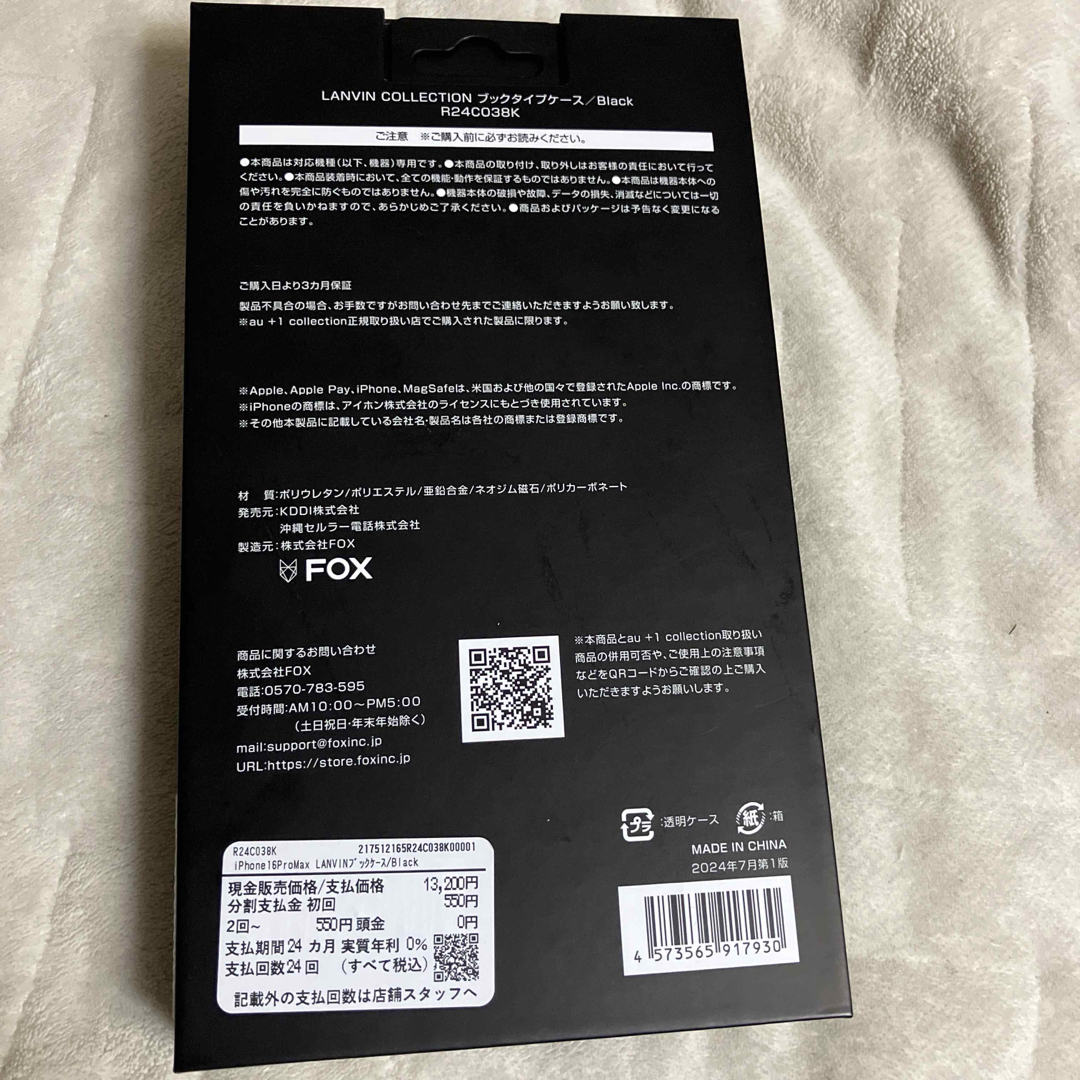 LANVIN COLLECTION ブックタイプケース／Black
R24C038K
ご注意　※ご購入前に必ずお読みください。
●本商品は対応機種（以下、機器）専用です。●本商品の取り付け、取り外しはお客様の責任において行って
ください。●本商品装着時において、全ての機能・動作を保証するものではありません。●本商品は機器本体への
傷や汚れを完全に防ぐものではありません。●機器本体の破損や故障、データの損失、消滅などについては一切
の責任を負いかねますので、あらかじめご了承ください。●商品およびパッケージは予告なく変更になる
ことがあります。
ご購入日より3カ月保証
製品不具合の場合、お手数ですがお問い合わせ先までご連絡いただきますようお願い致します。
※au +1 collection正規取り扱い店でご購入された製品に限ります。
※Apple、Apple Pay、iPhone、MagSafeは、米国および他の国々で登録されたApple Inc.の商標です。
※iPhoneの商標は、アイホン株式会社のライセンスにもとづき使用されています。
※その他本製品に記載している会社名・製品名は各社の商標または登録商標です。
材　質:ポリウレタン/ポリエステル/亜鉛合金/ネオジム磁石/ポリカーボネート
発売元:KDDI株式会社
沖縄セルラー電話株式会社
製造元:株式会社FOX
FOX
商品に関するお問い合わせ
株式会社FOX
電話:0570-783-595
受付時間:AM10:00～PM5:00
（土日祝日・年末年始除く）
mail:support@foxinc.jp
URL:https://store.foxinc.jp
※本商品とau +1 collection取り扱い
商品の併用可否や、ご使用上の注意事項
などをQRコードからご確認の上ご購入
いただきますようお願いします。
プラ:透明ケース 紙:箱
MADE IN CHINA
2024年7月第1版
4 573565 917930
R24C038K 217512165R24C038K00001
iPhone16ProMax LANVINﾌﾞｯｸｹｰｽ/Black
現金販売価格/支払価格 13,200円
分割支払金 初回 550円
2回~ 550円 頭金 0円
支払期間24 カ月 実質年利 0%
支払回数24 回 (すべて税込)
記載外の支払回数は店舗スタッフへ